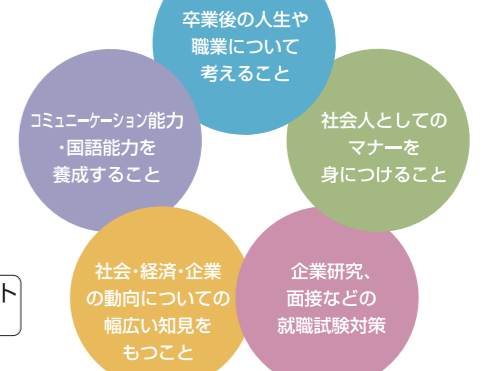 卒業後の人生や
職業について
考えること
コミュニーケーション能力
・国語能力を
養成すること
社会人としての
マナーを
身につけること
社会・経済・企業
の動向についての
幅広い知見を
もつこと
企業研究、
面接などの
就職試験対策
ト